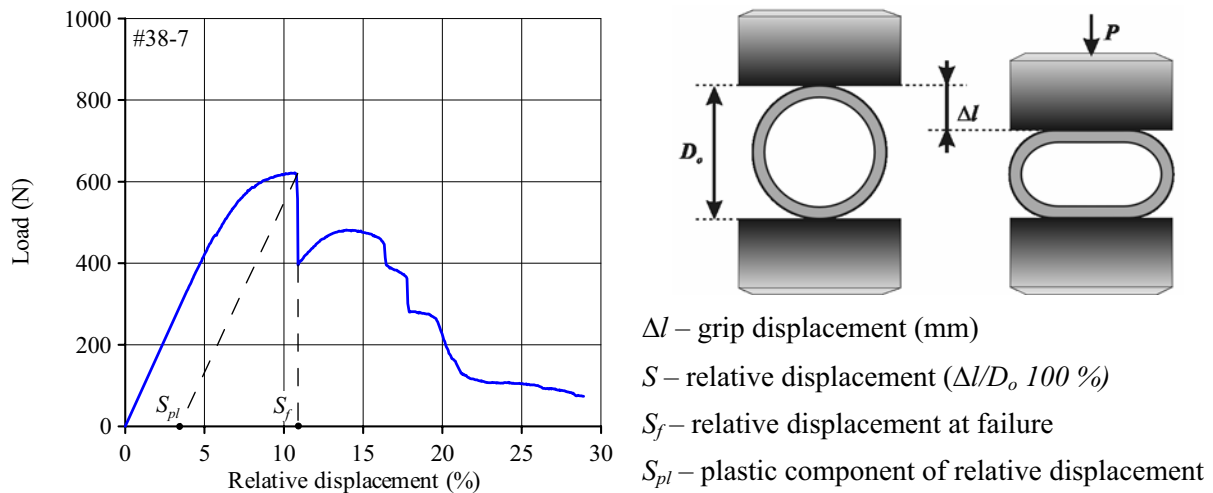 1000
800
600
400
200
0
Load (N)
#38-7
S_pl
S_f
0 5 10 15 20 25 30
Relative displacement (%)
P
Δl
D_o
Δl – grip displacement (mm)
S – relative displacement (Δl/D_o 100 %)
S_f – relative displacement at failure
S_pl – plastic component of relative displacement